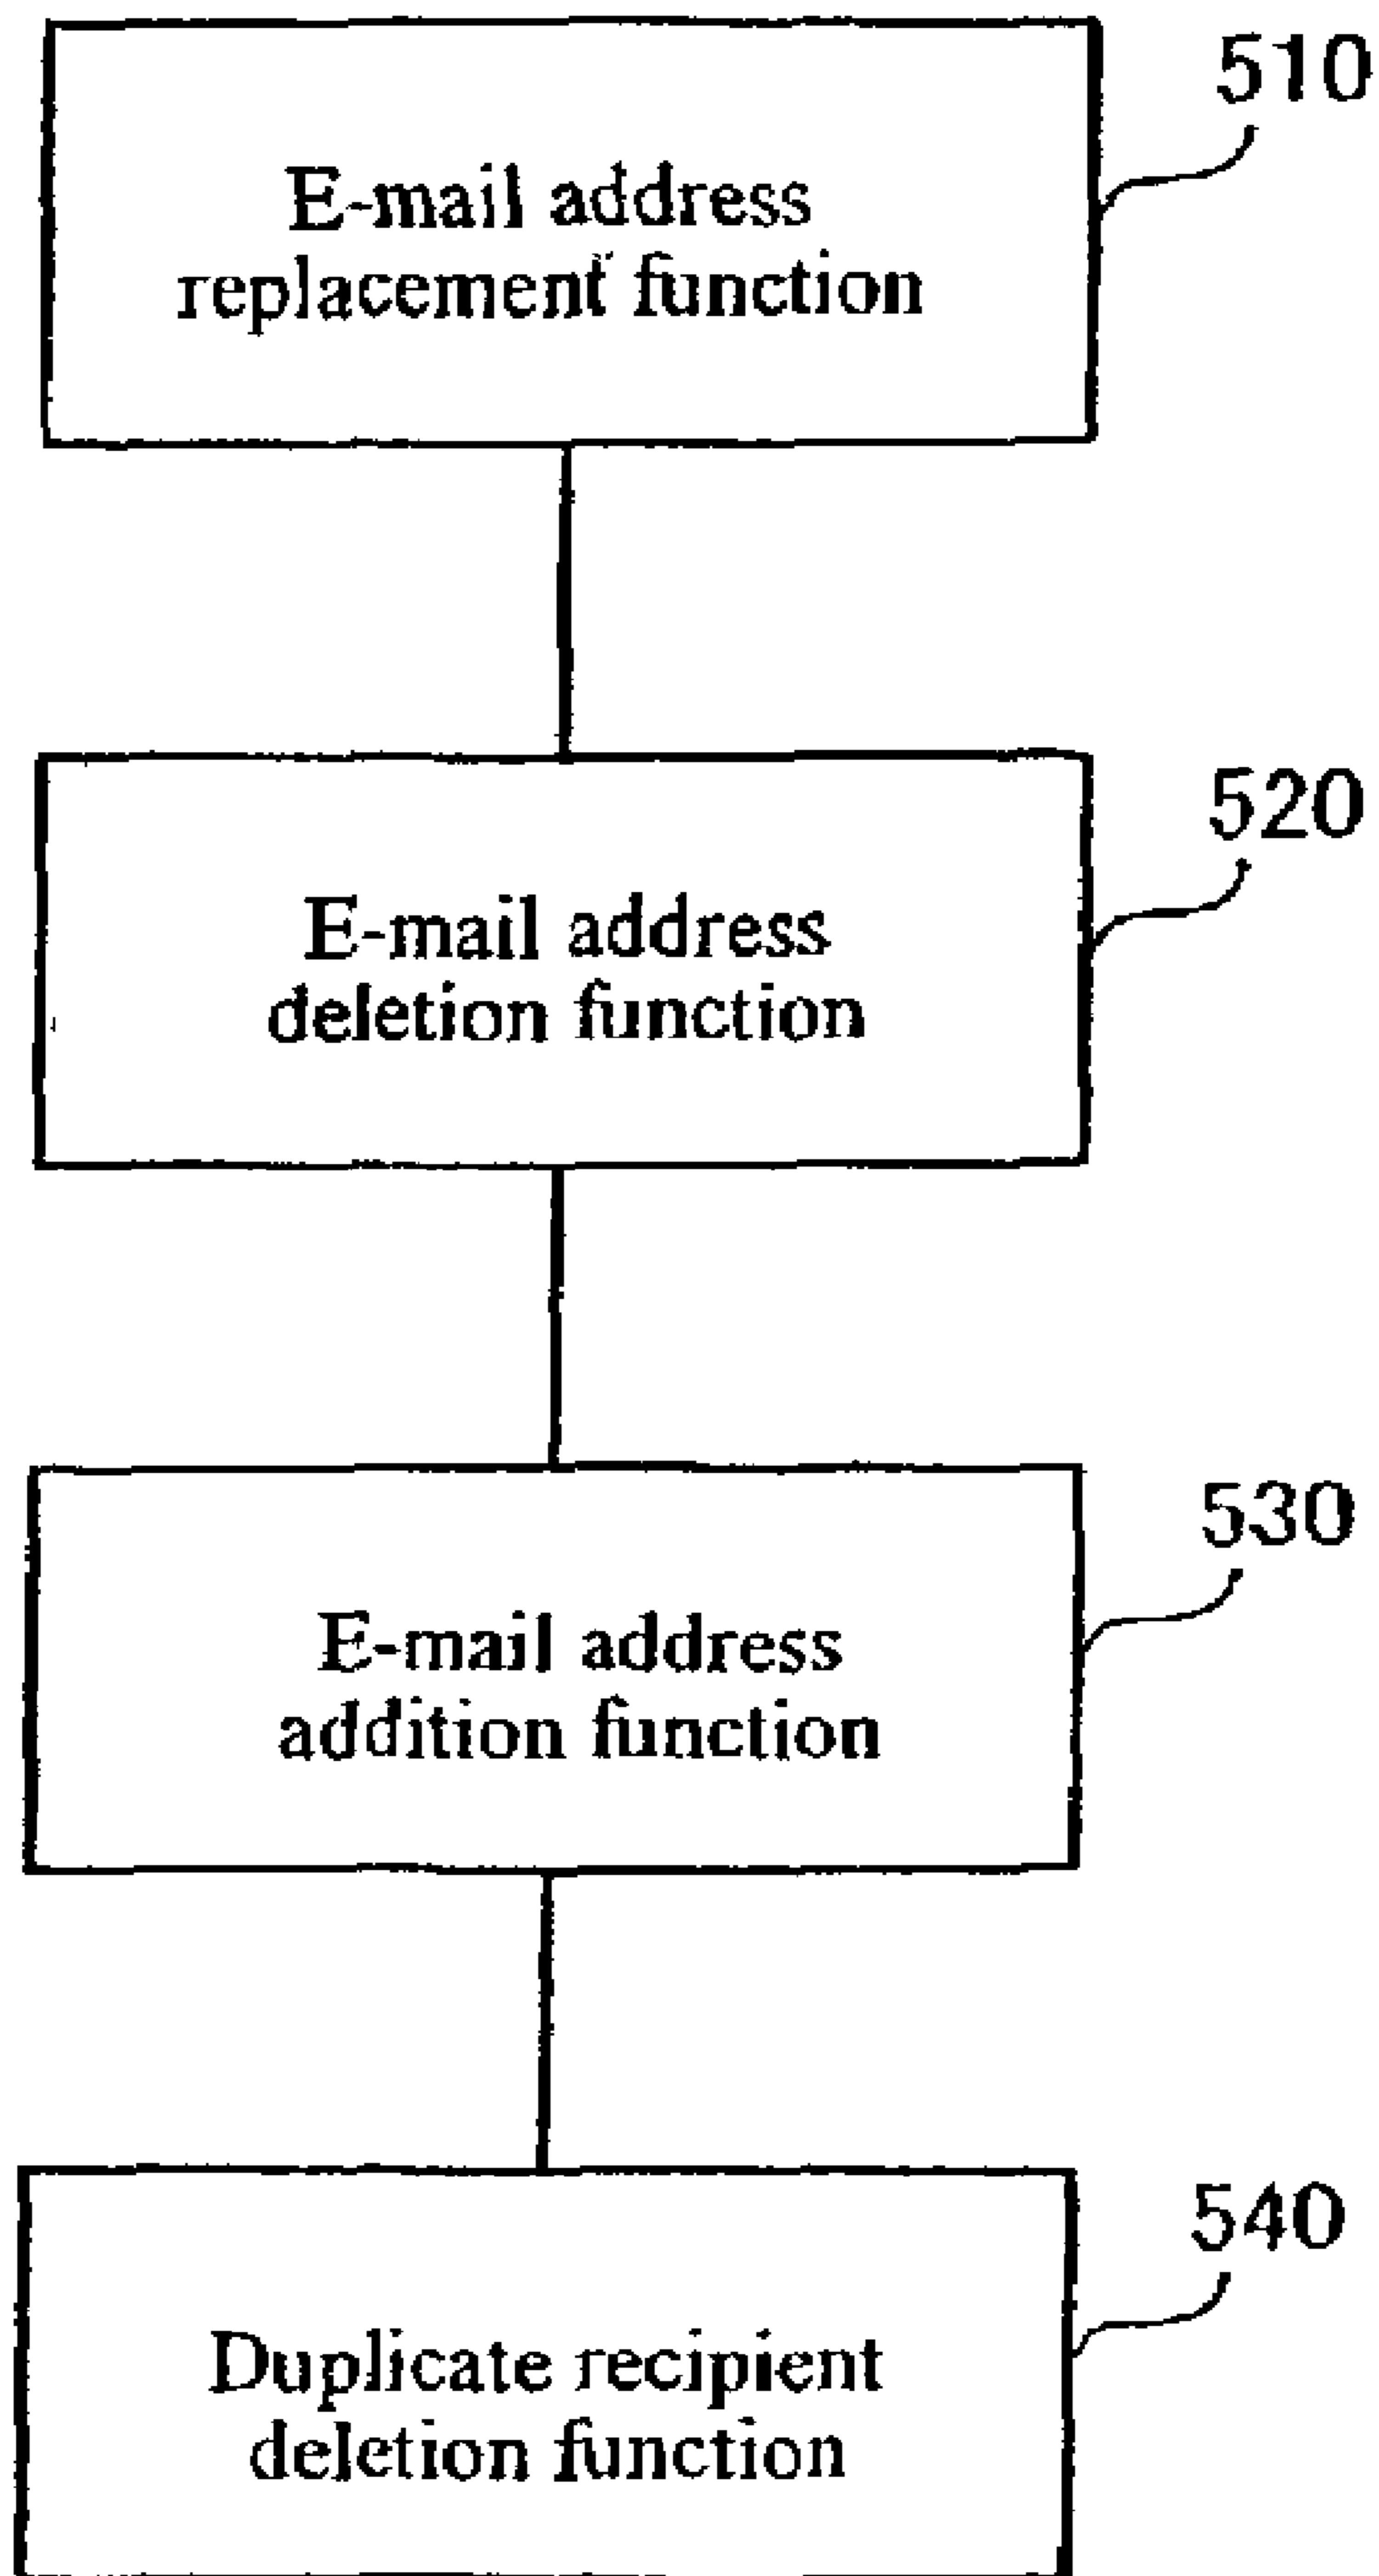 510
E-mail address
replacement function
520
E-mail address
deletion function
530
E-mail address
addition function
540
Duplicate recipient
deletion function